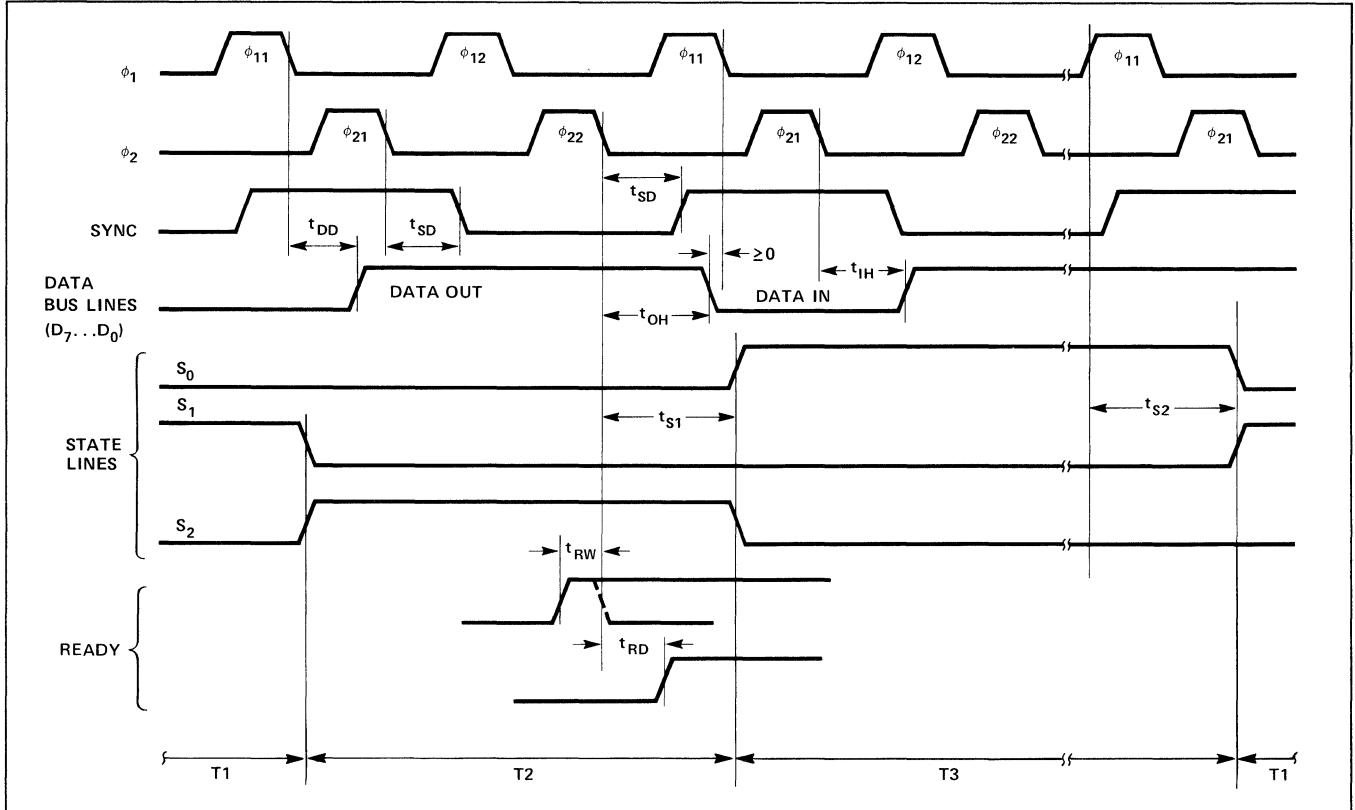 ϕ11 ϕ12 ϕ11 ϕ12 ϕ11
ϕ1
ϕ21 ϕ22 ϕ21 ϕ22 ϕ21
ϕ2
tSD
SYNC
tDD tSD ≥0 tIH
DATA
BUS LINES
(D7...D0)
DATA OUT
DATA IN
tOH
S0
S1
tS1
tS2
STATE
LINES
S2
tRW
READY
tRD
T1 T2 T3 T1